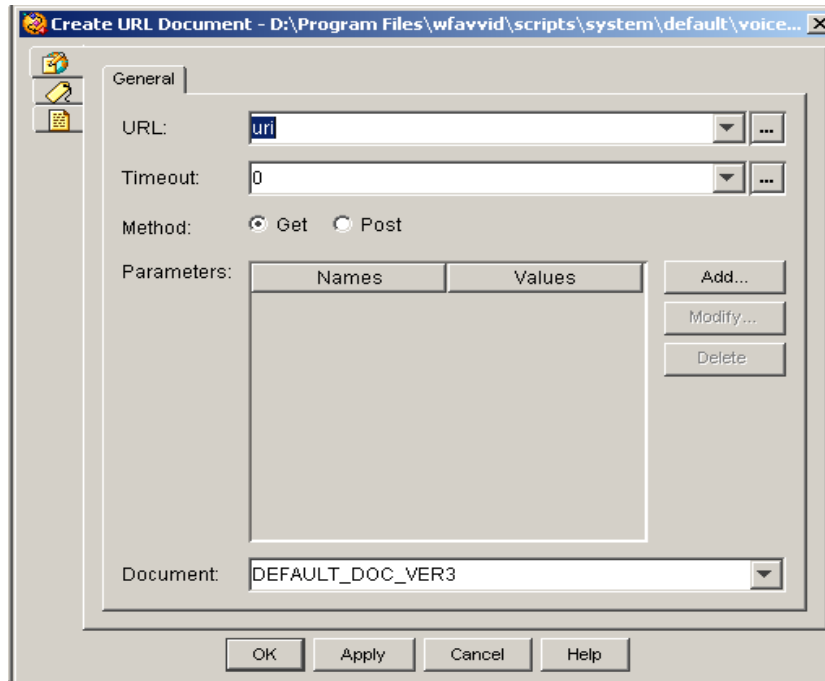 Create URL Document - D:\Program Files\wfavvid\scripts\system\default\voice...
General
URL:
uri
...
Timeout:
0
...
Method:
Get
Post
Parameters:
Names
Values
Add...
Modify...
Delete
Document:
DEFAULT_DOC_VER3
OK
Apply
Cancel
Help